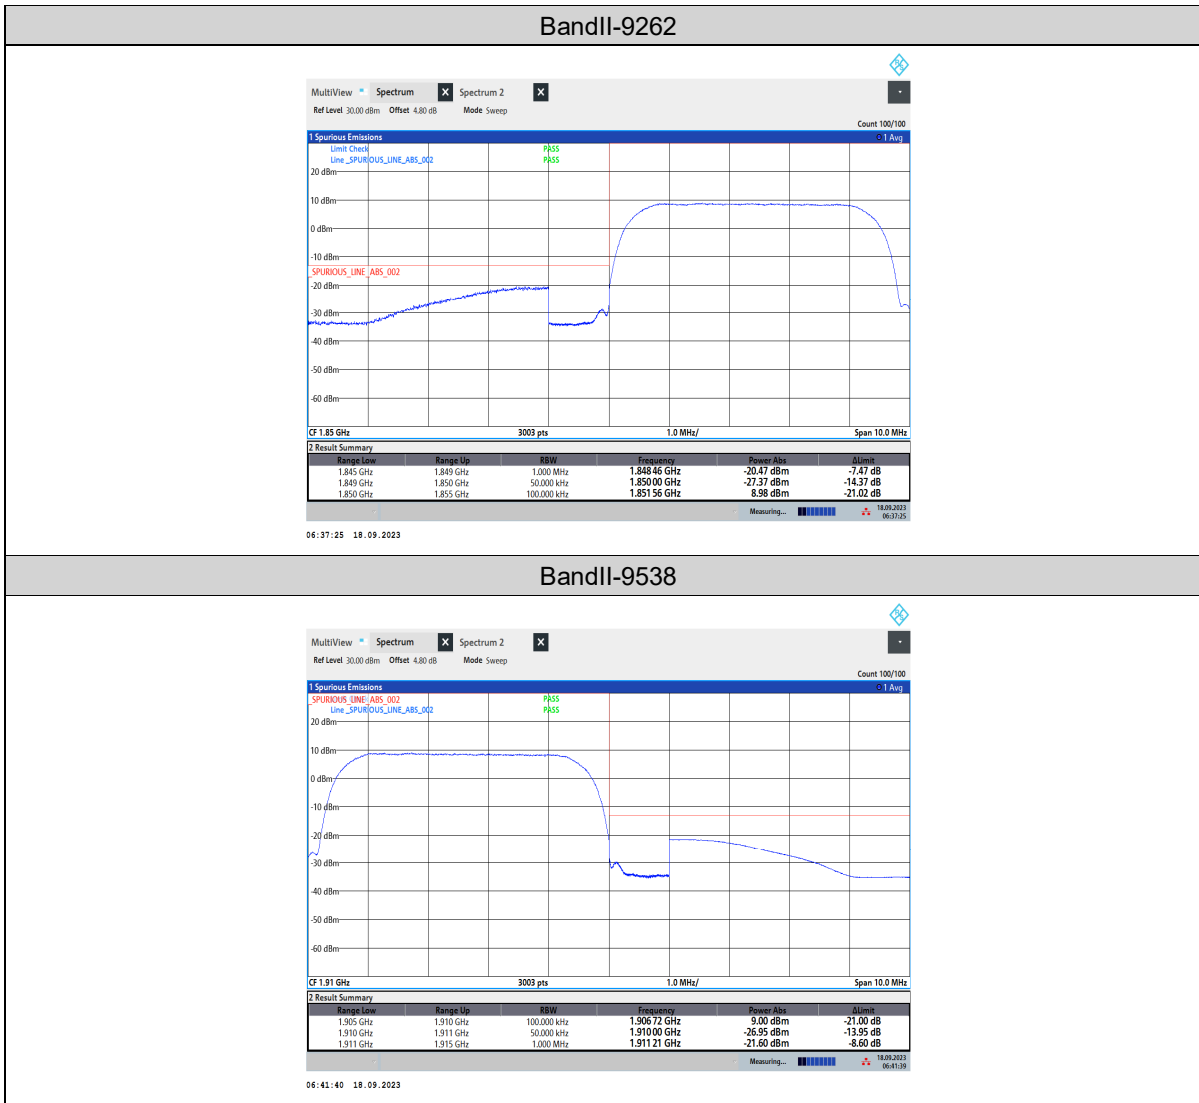 BandII-9262
MultiView Spectrum X Spectrum 2 X
Ref Level 30.00 dBm Offset 4.80 dB Mode Sweep
Count 100/100
1 Spurious Emissions 1 Avg
Limit Check PASS
Line _SPURIOUS_LINE_ABS_002 PASS
20 dBm
10 dBm
0 dBm
-10 dBm
_SPURIOUS_LINE_ABS_002
-20 dBm
-30 dBm
-40 dBm
-50 dBm
-60 dBm
CF 1.85 GHz 3003 pts 1.0 MHz/ Span 10.0 MHz
2 Result Summary
Range Low Range Up RBW Frequency Power Abs ΔLimit
1.845 GHz 1.849 GHz 1.000 MHz 1.848 46 GHz -20.47 dBm -7.47 dB
1.849 GHz 1.850 GHz 50.000 kHz 1.850 00 GHz -27.37 dBm -14.37 dB
1.850 GHz 1.855 GHz 100.000 kHz 1.851 56 GHz 8.98 dBm -21.02 dB
Measuring... 18.09.2023
06:37:25
06:37:25 18.09.2023
BandII-9538
MultiView Spectrum X Spectrum 2 X
Ref Level 30.00 dBm Offset 4.80 dB Mode Sweep
Count 100/100
1 Spurious Emissions 1 Avg
_SPURIOUS_LINE_ABS_002 PASS
Line _SPURIOUS_LINE_ABS_002 PASS
20 dBm
10 dBm
0 dBm
-10 dBm
-20 dBm
-30 dBm
-40 dBm
-50 dBm
-60 dBm
CF 1.91 GHz 3003 pts 1.0 MHz/ Span 10.0 MHz
2 Result Summary
Range Low Range Up RBW Frequency Power Abs ΔLimit
1.905 GHz 1.910 GHz 100.000 kHz 1.906 72 GHz 9.00 dBm -21.00 dB
1.910 GHz 1.911 GHz 50.000 kHz 1.910 00 GHz -26.95 dBm -13.95 dB
1.911 GHz 1.915 GHz 1.000 MHz 1.911 21 GHz -21.60 dBm -8.60 dB
Measuring... 18.09.2023
06:41:39
06:41:40 18.09.2023